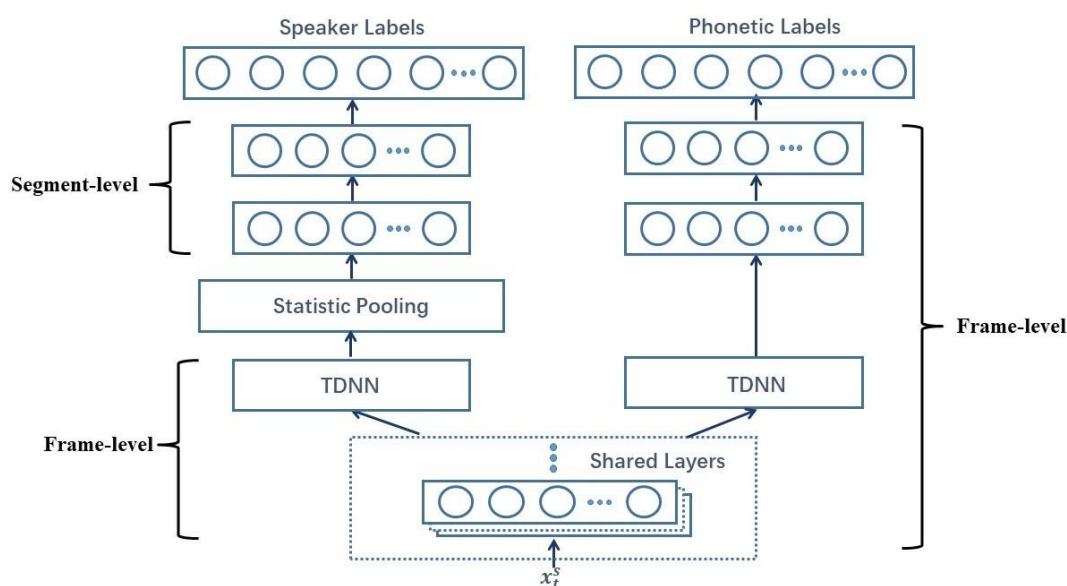 Speaker Labels
Phonetic Labels
Segment-level
Statistic Pooling
Frame-level
TDNN
TDNN
Frame-level
Shared Layers
x_t^s